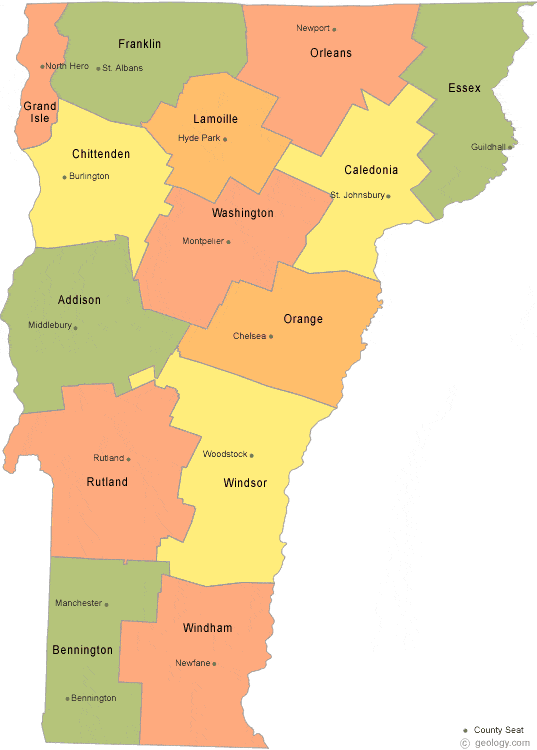 Newport
Franklin
Orleans
North Hero
St. Albans
Essex
Grand
Isle
Lamoille
Hyde Park
Guildhall
Chittenden
Caledonia
Burlington
St. Johnsbury
Washington
Montpelier
Addison
Orange
Middlebury
Chelsea
Woodstock
Rutland
Rutland
Windsor
Manchester
Windham
Bennington
Newfane
Bennington
County Seat
© geology.com